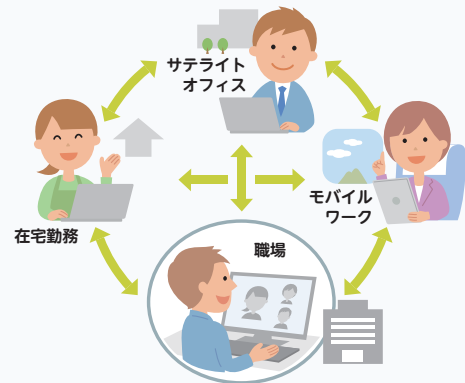 サテライト
オフィス
在宅勤務
モバイル
ワーク
職場